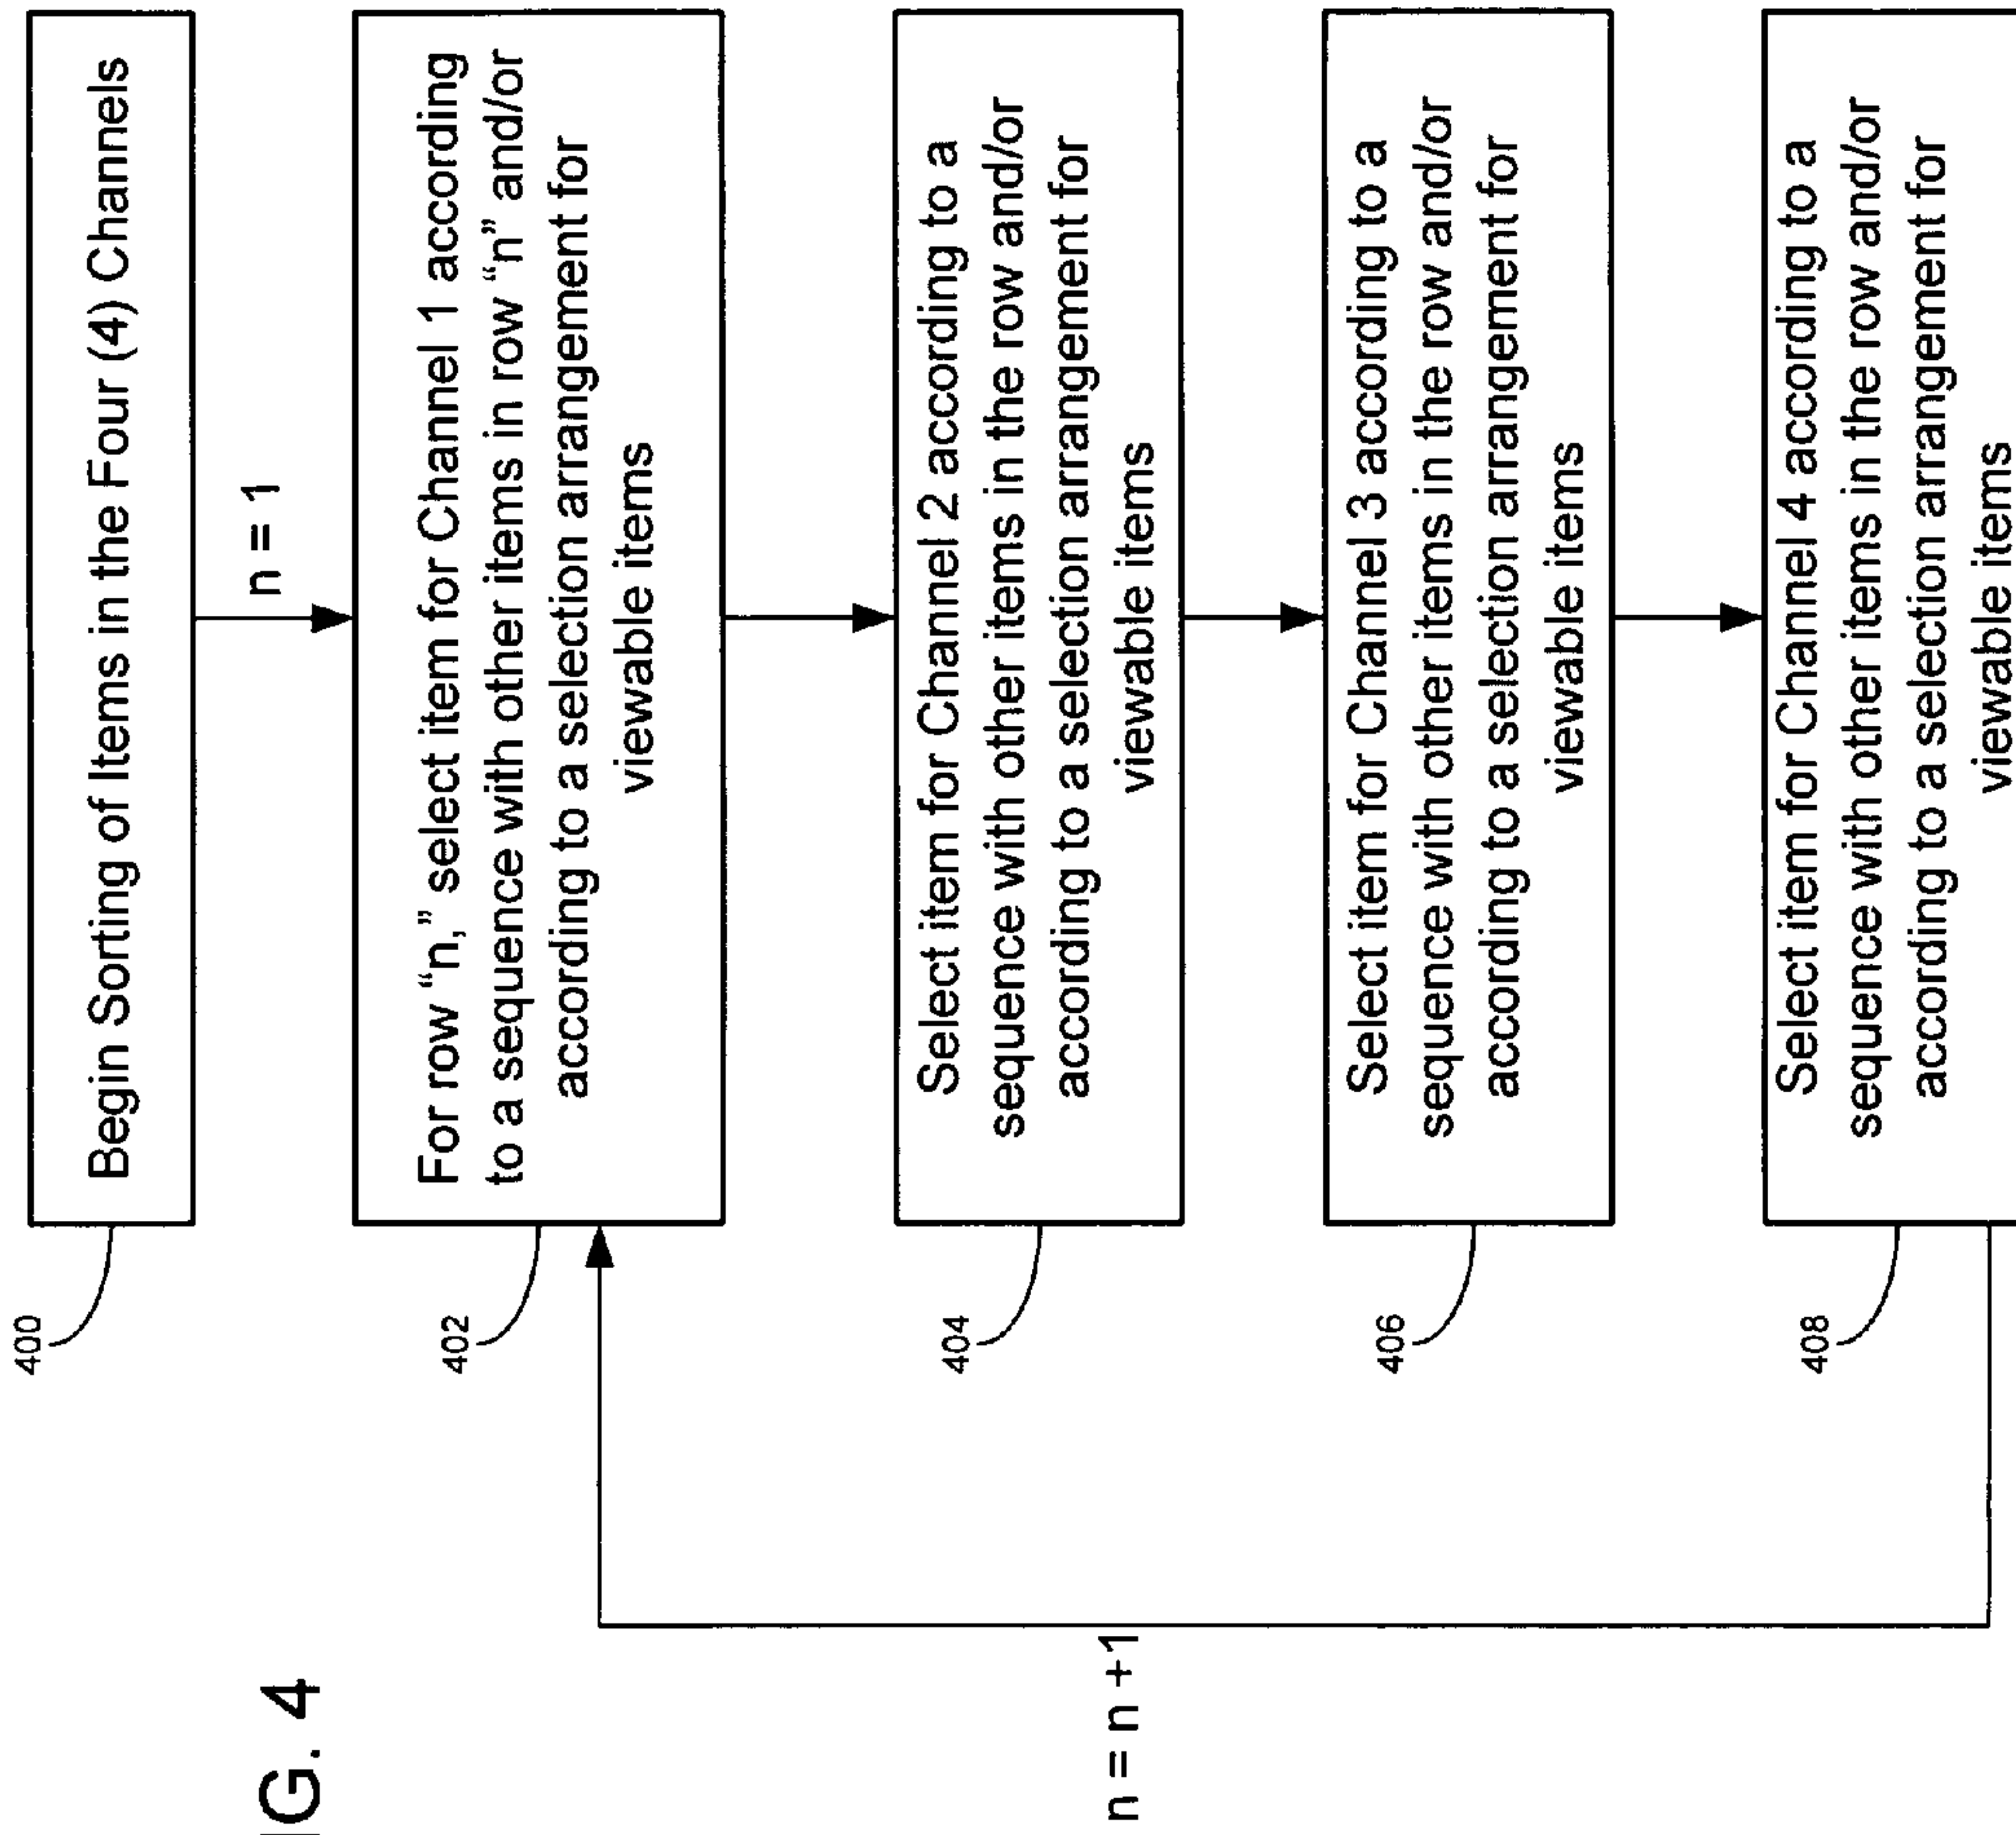 400
Begin Sorting of Items in the Four (4) Channels
n = 1
402
For row “n,” select item for Channel 1 according
to a sequence with other items in row “n” and/or
according to a selection arrangement for
viewable items
404
Select item for Channel 2 according to a
sequence with other items in the row and/or
according to a selection arrangement for
viewable items
406
Select item for Channel 3 according to a
sequence with other items in the row and/or
according to a selection arrangement for
viewable items
408
Select item for Channel 4 according to a
sequence with other items in the row and/or
according to a selection arrangement for
viewable items
n = n +1
IG. 4